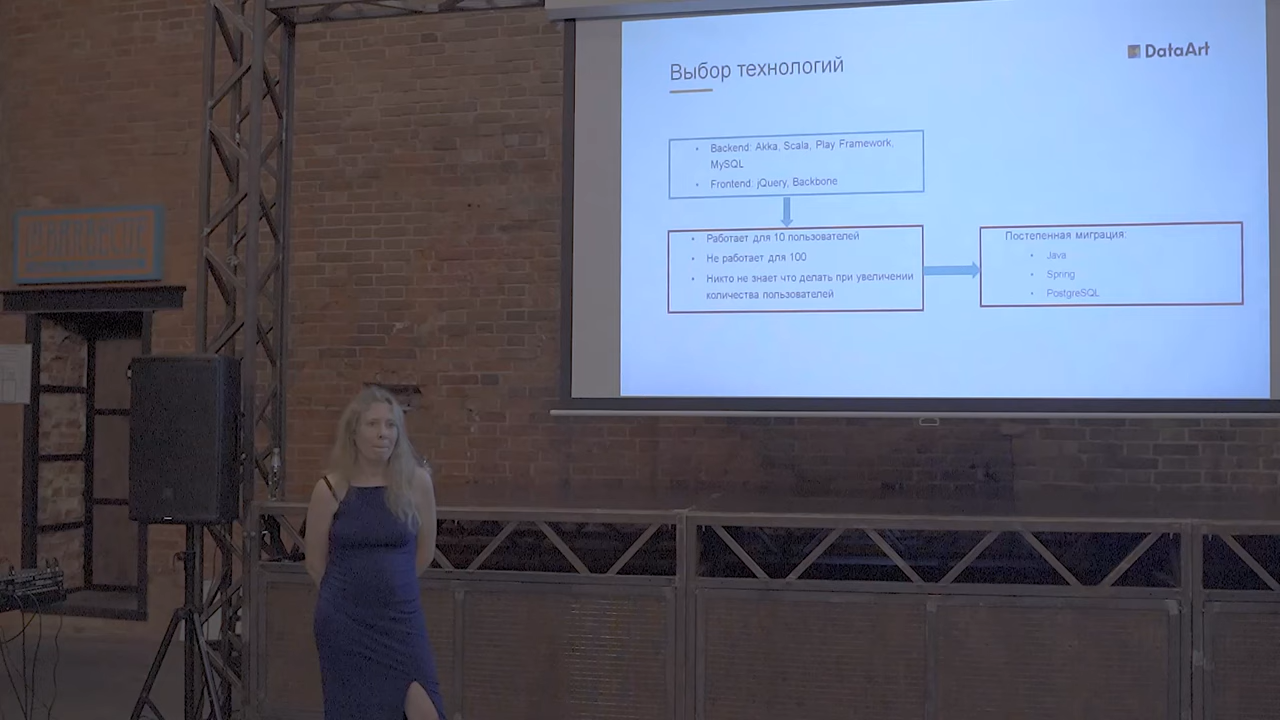 DataArt
Выбор технологий
• Backend: Akka, Scala, Play Framework,
MySQL
• Frontend: jQuery, Backbone
• Работает для 10 пользователей
• Не работает для 100
• Никто не знает что делать при увеличении
количества пользователей
Постепенная миграция:
• Java
• Spring
• PostgreSQL